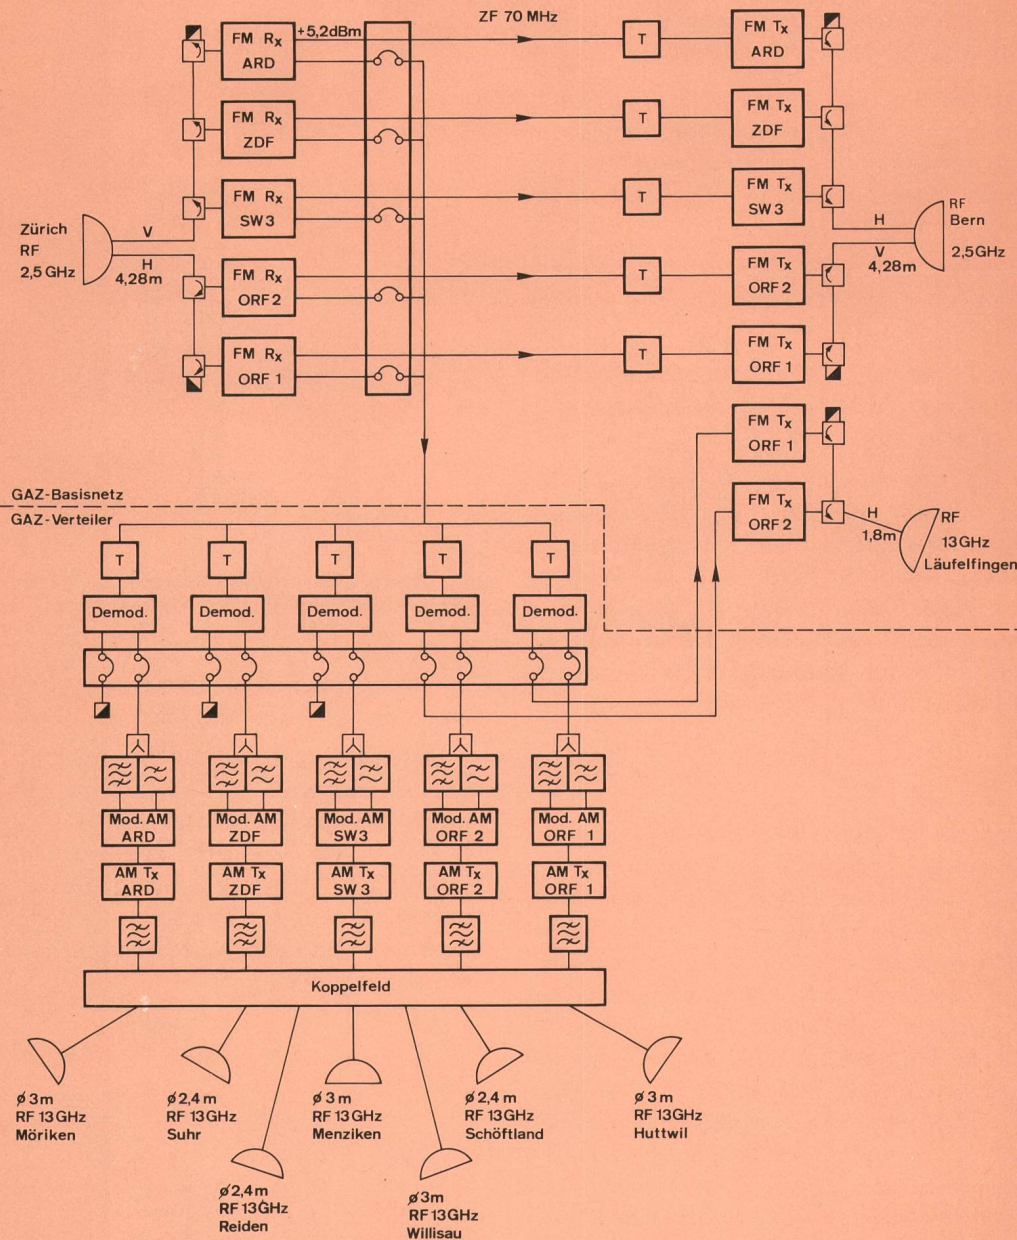 ZF 70 MHz
+5,2dBm
FM Rx
ARD
T
FM Tx
ARD
FM Rx
ZDF
T
FM Tx
ZDF
FM Rx
SW3
T
FM Tx
SW3
Zürich
RF
2,5 GHz
V
H
4,28m
H
V
4,28m
RF
Bern
2,5GHz
FM Rx
ORF2
T
FM Tx
ORF2
FM Rx
ORF 1
T
FM Tx
ORF 1
FM Tx
ORF 1
FM Tx
ORF2
H
1,8m
RF
13GHz
Läufelfingen
GAZ-Basisnetz
GAZ-Verteiler
T T T T T
Demod. Demod. Demod. Demod. Demod.
Mod. AM
ARD
Mod. AM
ZDF
Mod. AM
SW3
Mod. AM
ORF 2
Mod. AM
ORF 1
AM Tx
ARD
AM Tx
ZDF
AM Tx
SW3
AM Tx
ORF 2
AM Tx
ORF 1
Koppelfeld
ø 3m
RF 13GHz
Möriken
ø 2,4 m
RF 13GHz
Suhr
ø 3 m
RF 13GHz
Menziken
ø 2,4 m
RF 13GHz
Schöftland
ø 3 m
RF 13GHz
Huttwil
ø 2,4m
RF 13GHz
Reiden
ø 3m
RF 13GHz
Willisau